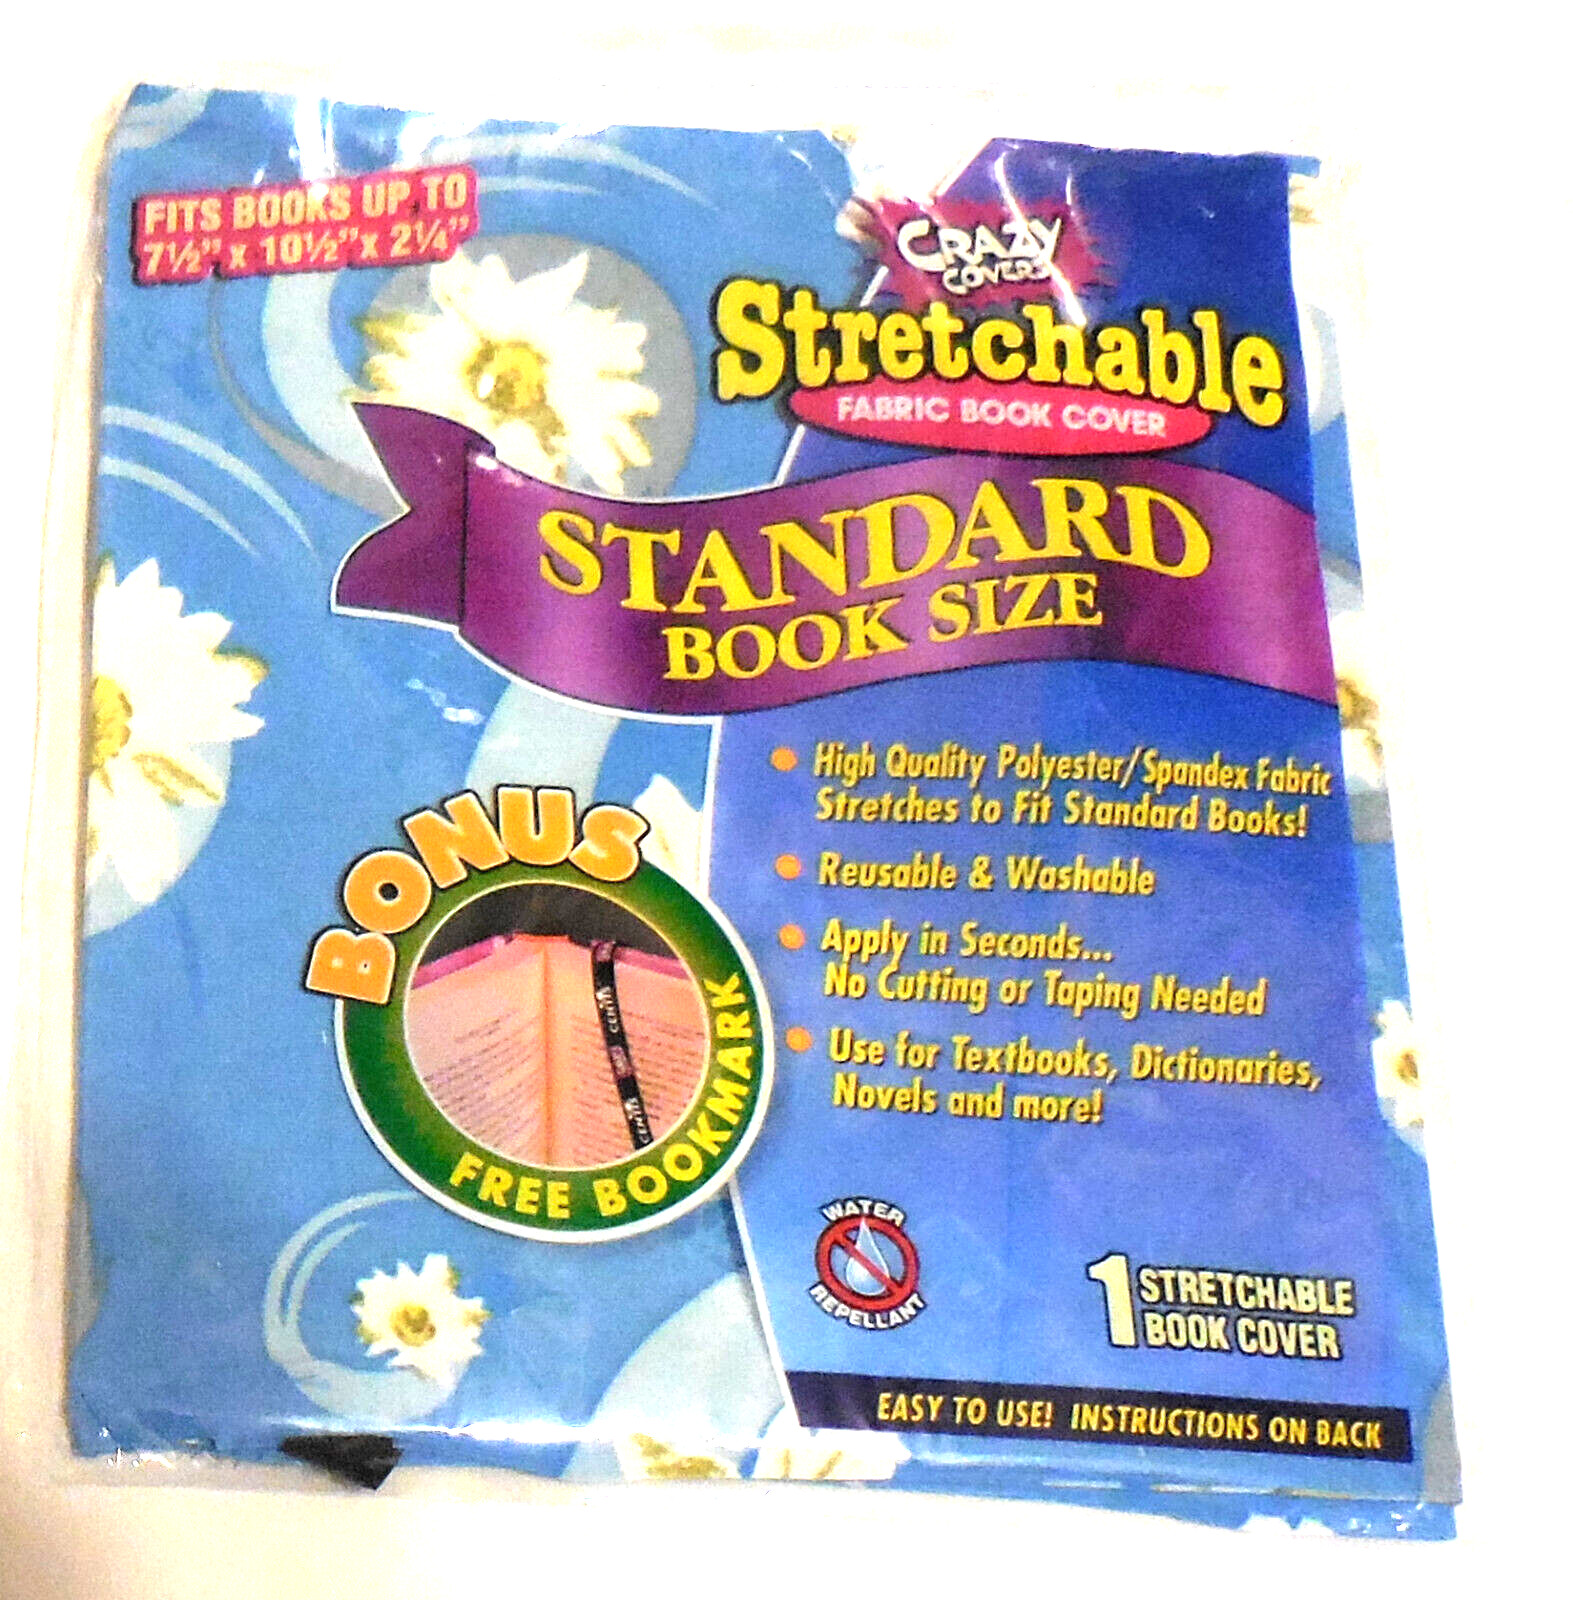 FITS BOOKS UP TO
7½" x 10½" x 2¼"
CRAZY
COVERS
Stretchable
FABRIC BOOK COVER
STANDARD
BOOK SIZE
• High Quality Polyester/Spandex Fabric
Stretches to Fit Standard Books!
• Reusable & Washable
• Apply in Seconds...
No Cutting or Taping Needed
• Use for Textbooks, Dictionaries,
Novels and more!
BONUS
FREE BOOKMARK
WATER
REPELLANT
1 STRETCHABLE
BOOK COVER
EASY TO USE! INSTRUCTIONS ON BACK